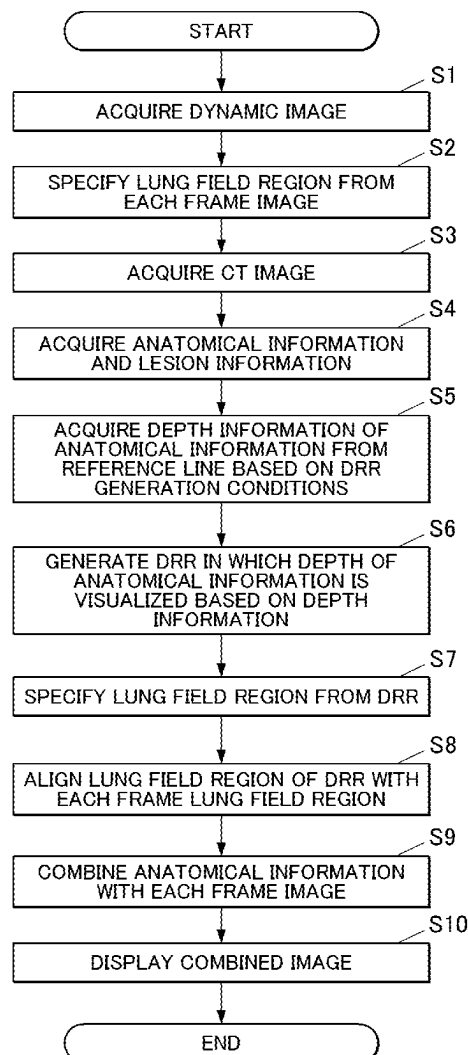 START
S1
ACQUIRE DYNAMIC IMAGE
S2
SPECIFY LUNG FIELD REGION FROM
EACH FRAME IMAGE
S3
ACQUIRE CT IMAGE
S4
ACQUIRE ANATOMICAL INFORMATION
AND LESION INFORMATION
S5
ACQUIRE DEPTH INFORMATION OF
ANATOMICAL INFORMATION FROM
REFERENCE LINE BASED ON DRR
GENERATION CONDITIONS
S6
GENERATE DRR IN WHICH DEPTH OF
ANATOMICAL INFORMATION IS
VISUALIZED BASED ON DEPTH
INFORMATION
S7
SPECIFY LUNG FIELD REGION FROM DRR
S8
ALIGN LUNG FIELD REGION OF DRR WITH
EACH FRAME LUNG FIELD REGION
S9
COMBINE ANATOMICAL INFORMATION
WITH EACH FRAME IMAGE
S10
DISPLAY COMBINED IMAGE
END